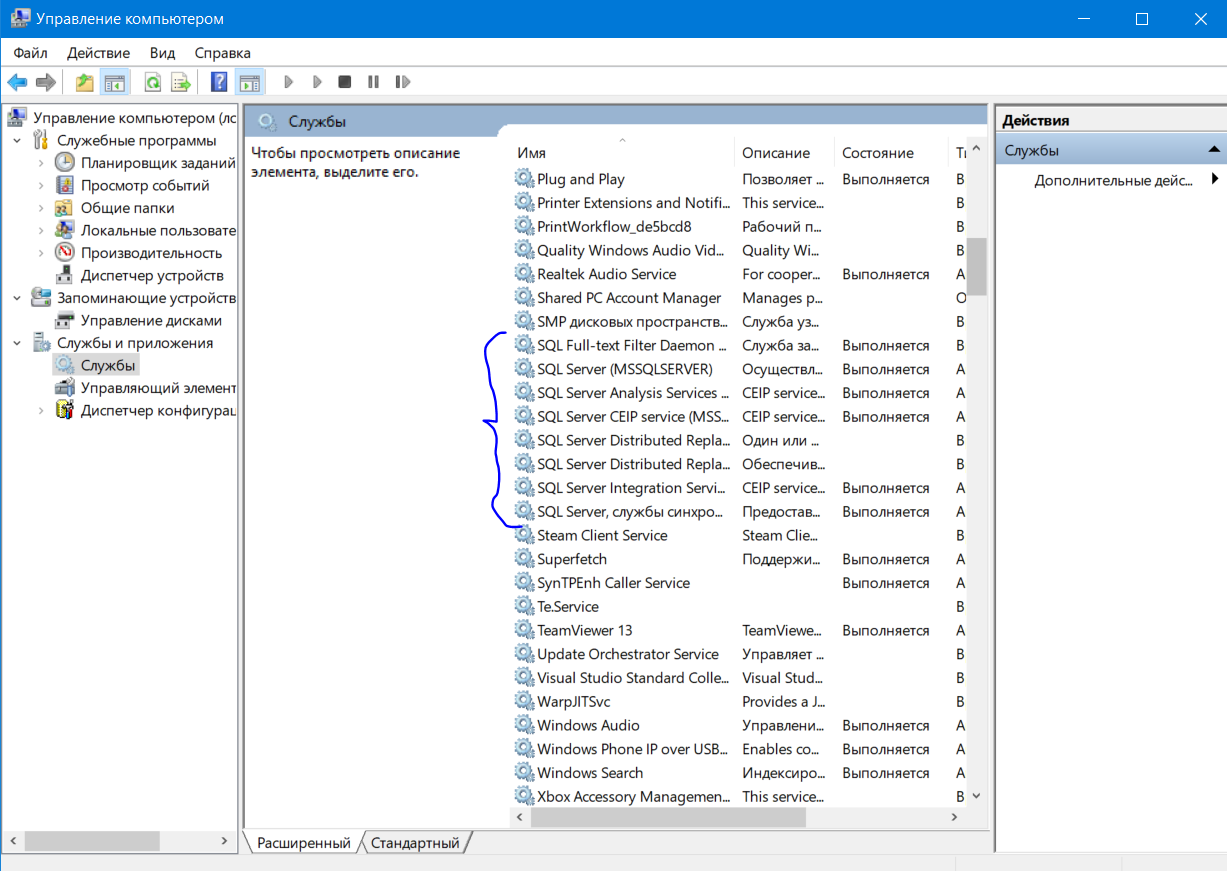 Управление компьютером
Файл Действие Вид Справка
Управление компьютером (лс
Служебные программы
Планировщик заданий
Просмотр событий
Общие папки
Локальные пользовате
Производительность
Диспетчер устройств
Запоминающие устройств
Управление дисками
Службы и приложения
Службы
Управляющий элемент
Диспетчер конфигурац
Службы
Чтобы просмотреть описание
элемента, выделите его.
Имя Описание Состояние Ти
Plug and Play Позволяет ... Выполняется В
Printer Extensions and Notifi... This service... В
PrintWorkflow_de5bcd8 Рабочий п... В
Quality Windows Audio Vid... Quality Wi... В
Realtek Audio Service For cooper... Выполняется А
Shared PC Account Manager Manages p... О
SMP дисковых пространств... Служба уз... В
SQL Full-text Filter Daemon ... Служба за... Выполняется В
SQL Server (MSSQLSERVER) Осуществл... Выполняется А
SQL Server Analysis Services ... CEIP service... Выполняется А
SQL Server CEIP service (MSS... CEIP service... Выполняется А
SQL Server Distributed Repla... Один или ... В
SQL Server Distributed Repla... Обеспечив... В
SQL Server Integration Servi... CEIP service... Выполняется А
SQL Server, службы синхро... Предостав... Выполняется А
Steam Client Service Steam Clie... В
Superfetch Поддержи... Выполняется А
SynTPEnh Caller Service Выполняется А
Te.Service В
TeamViewer 13 TeamViewe... Выполняется А
Update Orchestrator Service Управляет ... В
Visual Studio Standard Colle... Visual Stud... В
WarpJITSvc Provides a J... В
Windows Audio Управлени... Выполняется А
Windows Phone IP over USB... Enables co... Выполняется А
Windows Search Индексиро... Выполняется А
Xbox Accessory Managemen... This service... В
Расширенный Стандартный
Действия
Службы
Дополнительные дейс...